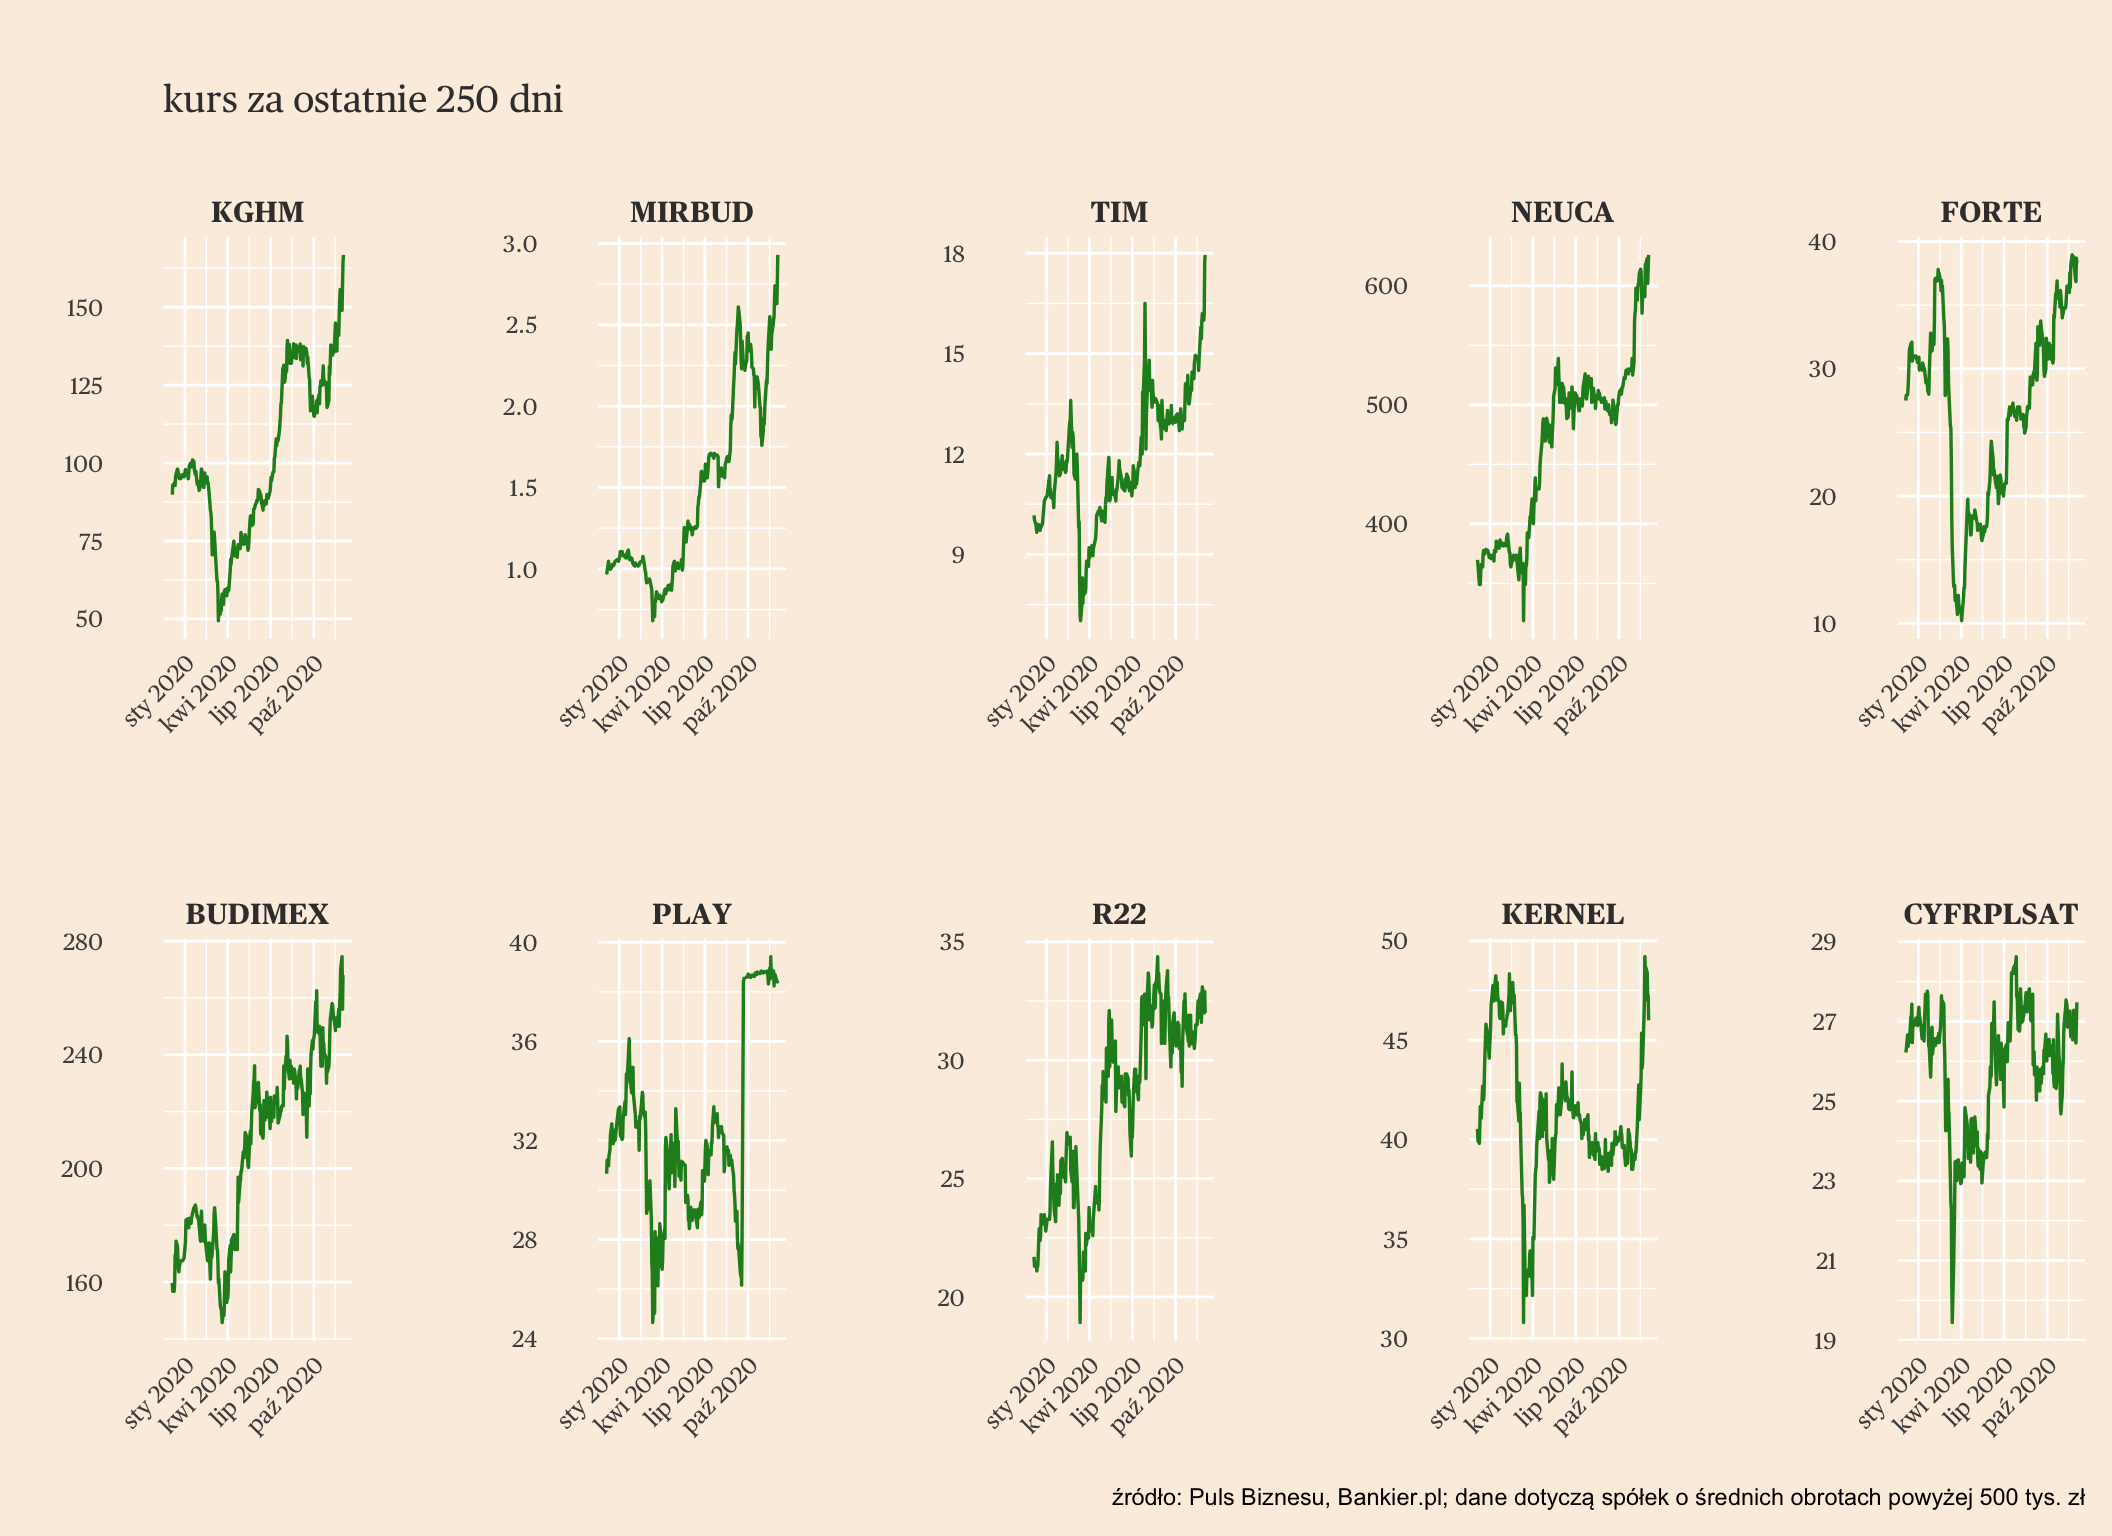 kurs za ostatnie 250 dni
KGHM
150
125
100
75
50
sty 2020
kwi 2020
lip 2020
paź 2020
MIRBUD
3.0
2.5
2.0
1.5
1.0
sty 2020
kwi 2020
lip 2020
paź 2020
TIM
18
15
12
9
sty 2020
kwi 2020
lip 2020
paź 2020
NEUCA
600
500
400
sty 2020
kwi 2020
lip 2020
paź 2020
FORTE
40
30
20
10
sty 2020
kwi 2020
lip 2020
paź 2020
BUDIMEX
280
240
200
160
sty 2020
kwi 2020
lip 2020
paź 2020
PLAY
40
36
32
28
24
sty 2020
kwi 2020
lip 2020
paź 2020
R22
35
30
25
20
sty 2020
kwi 2020
lip 2020
paź 2020
KERNEL
50
45
40
35
30
sty 2020
kwi 2020
lip 2020
paź 2020
CYFRPLSAT
29
27
25
23
21
19
sty 2020
kwi 2020
lip 2020
paź 2020
źródło: Puls Biznesu, Bankier.pl; dane dotyczą spółek o średnich obrotach powyżej 500 tys. zł